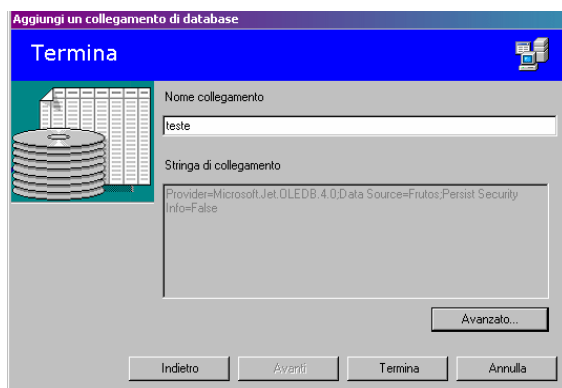 Aggiungi un collegamento di database
Termina
Nome collegamento
teste
Stringa di collegamento
Provider=Microsoft.Jet.OLEDB.4.0;Data Source=Frutos;Persist Security
Info=False
Avanzato...
Indietro
Avanti
Termina
Annulla